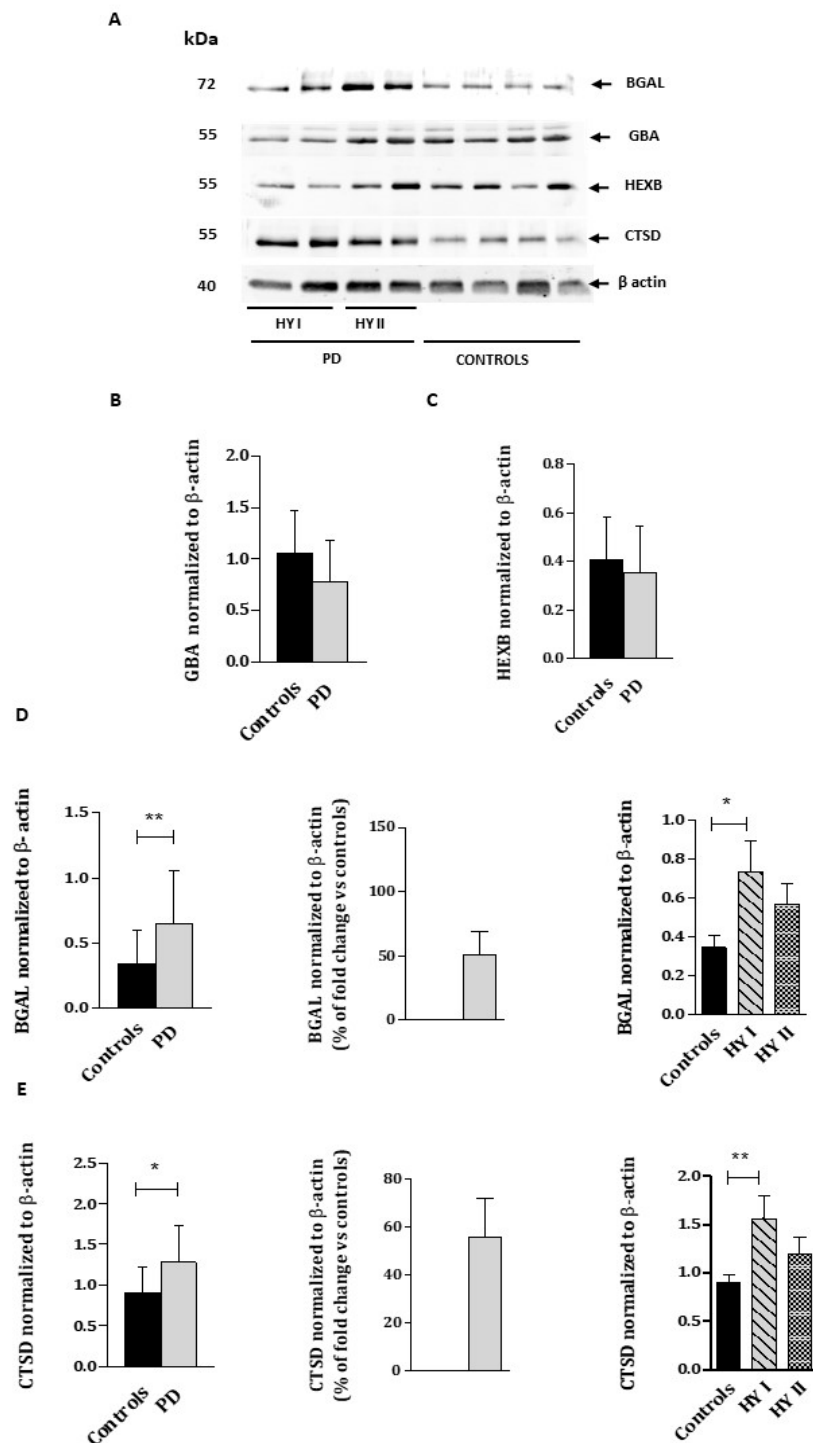 A
kDa
72
BGAL
55
GBA
55
HEXB
55
CTSD
40
β actin
HY I
HY II
PD
CONTROLS
B
GBA normalized to β-actin
2.0
1.5
1.0
0.5
0.0
Controls
PD
C
HEXB normalized to β-actin
0.8
0.6
0.4
0.2
0.0
Controls
PD
D
BGAL normalized to β- actin
1.5
1.0
0.5
0.0
**
Controls
PD
BGAL normalized to β-actin
(% of fold change vs controls)
150
100
50
0
BGAL normalized to β-actin
1.0
0.8
0.6
0.4
0.2
0.0
*
Controls
HY I
HY II
E
CTSD normalized to β-actin
2.5
2.0
1.5
1.0
0.5
0.0
*
Controls
PD
CTSD normalized to β-actin
(% of fold change vs controls)
80
60
40
20
0
CTSD normalized to β-actin
2.0
1.5
1.0
0.5
0.0
**
Controls
HY I
HY II